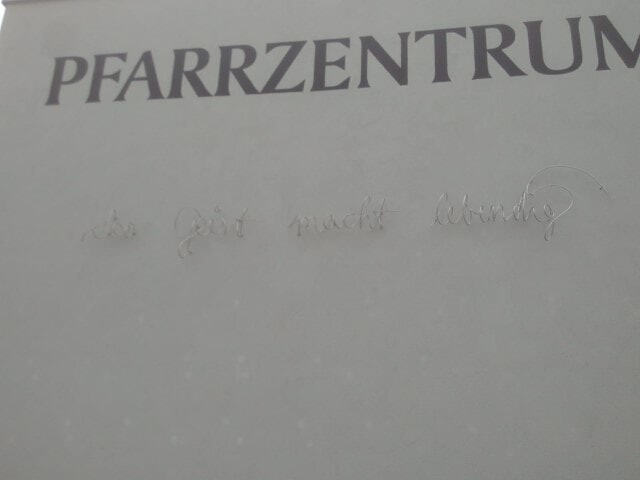 PFARRZENTRUM
der geist macht lebendig